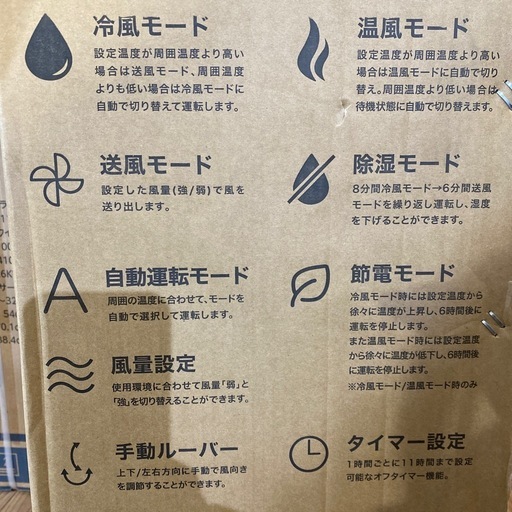 冷風モード
設定温度が周囲温度より高い
場合は送風モード、周囲温度
よりも低い場合は冷風モードに
自動で切り替えて運転します。
温風モード
設定温度が周囲温度より高い
場合は温風モードに自動で切り
替え。周囲温度より低い場合は
待機状態に自動で切り替えます。
送風モード
設定した風量(強/弱)で風を
送り出します。
除湿モード
8分間冷風モード→6分間送風
モードを繰り返し運転し、湿度
を下げることができます。
A
自動運転モード
周囲の温度に合わせて、モードを
自動で選択して運転します。
節電モード
冷風モード時には設定温度から
徐々に温度が上昇し、6時間後に
運転を停止します。
また温風モード時には設定温度
から徐々に温度が低下し、6時間後
に運転を停止します。
※冷風モード/温風モード時のみ
風量設定
使用環境に合わせて風量「弱」と
「強」を切り替えることができます。
手動ルーバー
上下/左右方向に手動で風向き
を調節することができます。
タイマー設定
1時間ごとに11時間まで設定
可能なオフタイマー機能。